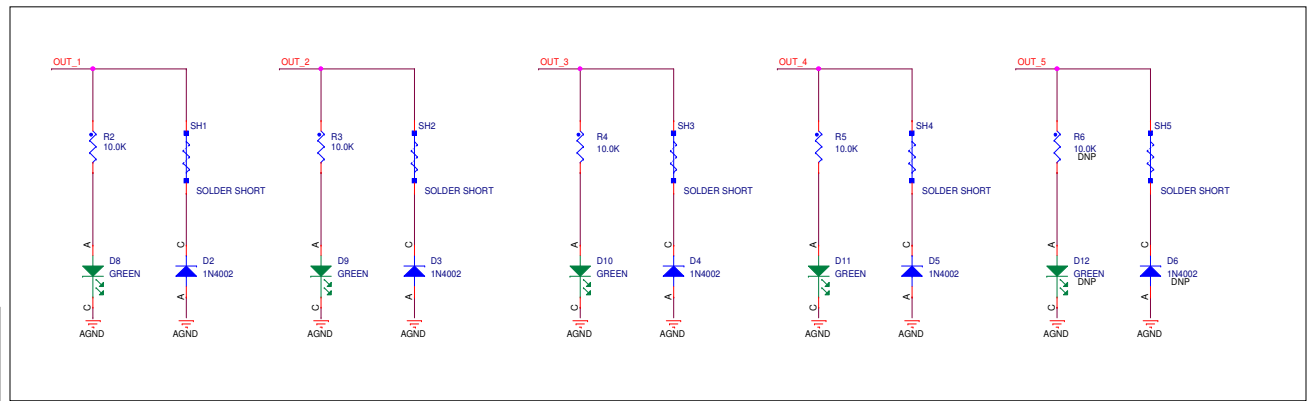 OUT_1
OUT_2
OUT_3
OUT_4
OUT_5
SH1
SH2
SH3
SH4
SH5
R2
10.0K
R3
10.0K
R4
10.0K
R5
10.0K
R6
10.0K
DNP
SOLDER SHORT
SOLDER SHORT
SOLDER SHORT
SOLDER SHORT
SOLDER SHORT
A
C
A
C
A
C
A
C
A
C
D8
GREEN
D2
1N4002
D9
GREEN
D3
1N4002
D10
GREEN
D4
1N4002
D11
GREEN
D5
1N4002
D12
GREEN
DNP
D6
1N4002
DNP
C
A
C
A
C
A
C
A
C
A
AGND
AGND
AGND
AGND
AGND
AGND
AGND
AGND
AGND
AGND